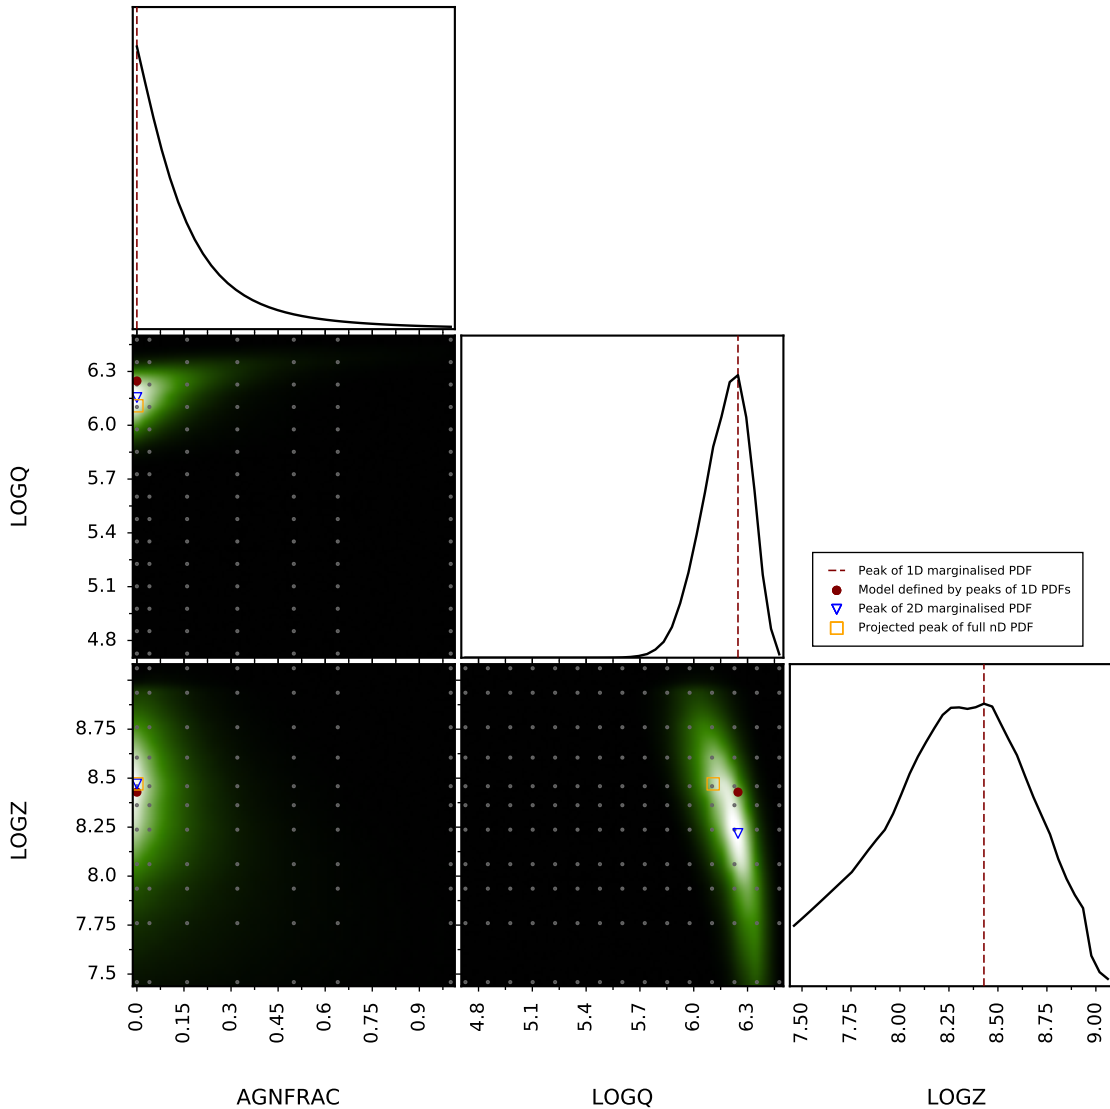 6.3
6.0
5.7
5.4
5.1
4.8
LOGQ
Peak of 1D marginalised PDF
Model defined by peaks of 1D PDFs
Peak of 2D marginalised PDF
Projected peak of full nD PDF
8.75
8.5
8.25
8.0
7.75
7.5
LOGZ
0.0 0.15 0.3 0.45 0.6 0.75 0.9
4.8 5.1 5.4 5.7 6.0 6.3
7.50 7.75 8.00 8.25 8.50 8.75 9.00
AGNFRAC LOGQ LOGZ